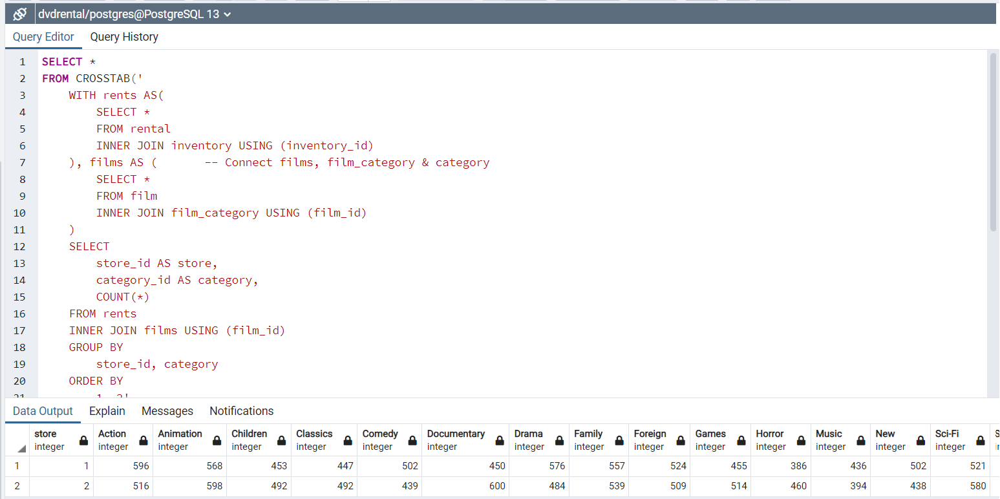 dvdrental/postgres@PostgreSQL 13
Query Editor Query History
1 SELECT *
2 FROM CROSSTAB('
3 WITH rents AS(
4 SELECT *
5 FROM rental
6 INNER JOIN inventory USING (inventory_id)
7 ), films AS ( -- Connect films, film_category & category
8 SELECT *
9 FROM film
10 INNER JOIN film_category USING (film_id)
11 )
12 SELECT
13 store_id AS store,
14 category_id AS category,
15 COUNT(*)
16 FROM rents
17 INNER JOIN films USING (film_id)
18 GROUP BY
19 store_id, category
20 ORDER BY
Data Output Explain Messages Notifications
store Action Animation Children Classics Comedy Documentary Drama Family Foreign Games Horror Music New Sci-Fi
integer integer integer integer integer integer integer integer integer integer integer integer integer integer integer
1 1 596 568 453 447 502 450 576 557 524 455 386 436 502 521
2 2 516 598 492 492 439 600 484 539 509 514 460 394 438 580